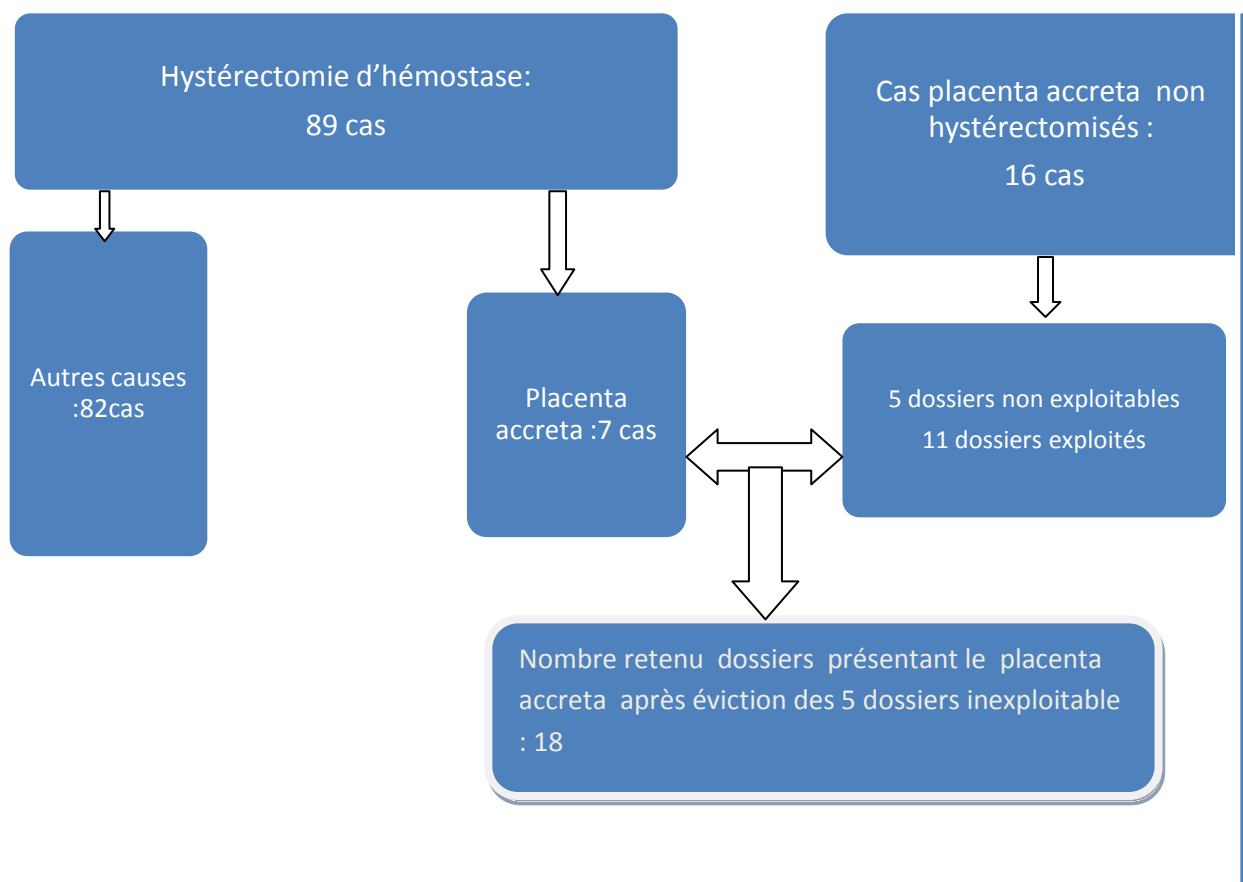 Hystérectomie d’hémostase:
89 cas
Cas placenta accreta  non
hystérectomisés :
16 cas
Autres causes
:82cas
Placenta
accreta :7 cas
5 dossiers non exploitables
11 dossiers exploités
Nombre retenu  dossiers  présentant le  placenta
accreta  après éviction des 5 dossiers inexploitable
: 18